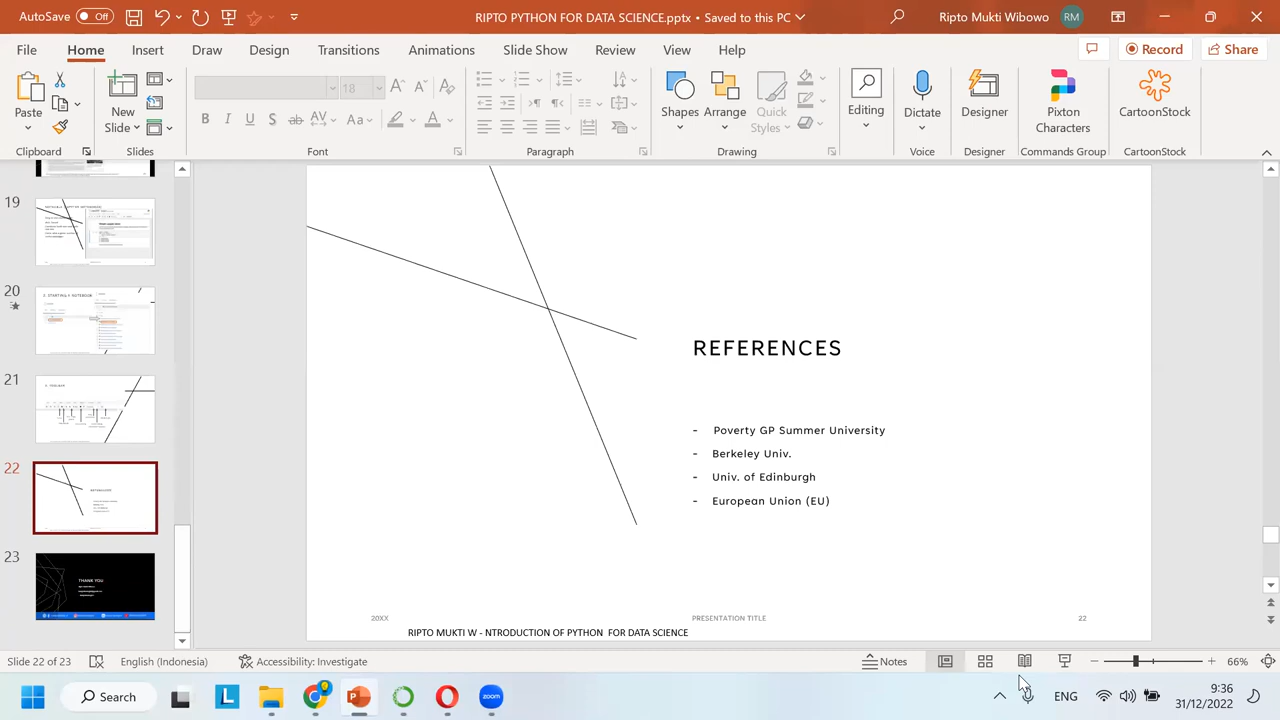 AutoSave Off
RIPTO PYTHON FOR DATA SCIENCE.pptx • Saved to this PC
Ripto Mukti Wibowo RM
File Home Insert Draw Design Transitions Animations Slide Show Review View Help Record Share
Paste
New
Slide
18
Shapes Arrange Quick
Styles
Editing
Dictate
Designer
Pixton
Characters
CartoonStock
Clipboard Slides Font Paragraph Drawing Voice Designer Commands Group CartoonStock
19
20
21
22
23
THANK YOU
REFERENCES
- Poverty GP Summer University
- Berkeley Univ.
- Univ. of Edinburgh
- European Union (EU)
20XX PRESENTATION TITLE 22
RIPTO MUKTI W - NTRODUCTION OF PYTHON FOR DATA SCIENCE
Slide 22 of 23 English (Indonesia) Accessibility: Investigate Notes 66%
Search L zoom ENG 9:36
31/12/2022